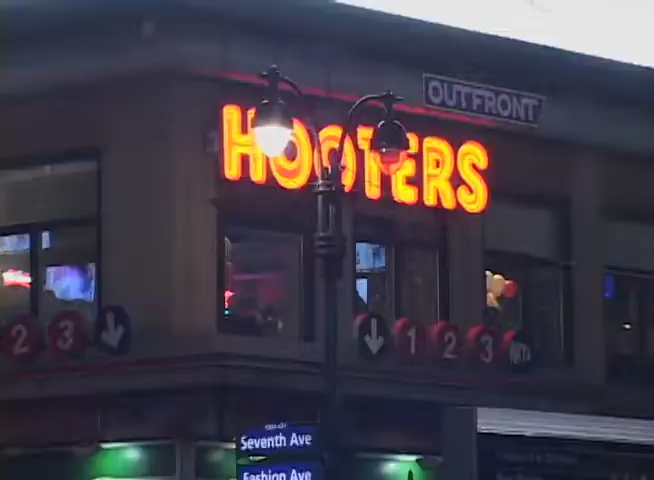 OUTFRONT
HOOTERS
2 3
1 2 3
Seventh Ave
Fashion Ave